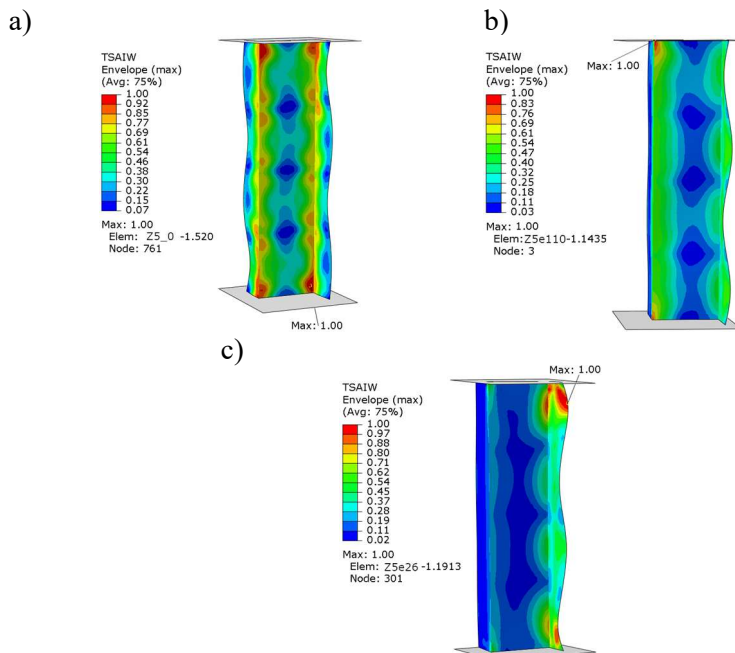 a)
TSAIW
Envelope (max)
(Avg: 75%)
1.00
0.92
0.85
0.77
0.69
0.61
0.54
0.46
0.38
0.30
0.22
0.15
0.07
Max: 1.00
Elem: Z5_0 -1.520
Node: 761
Max: 1.00
b)
Max: 1.00
TSAIW
Envelope (max)
(Avg: 75%)
1.00
0.83
0.76
0.69
0.61
0.54
0.47
0.40
0.32
0.25
0.18
0.11
0.03
Max: 1.00
Elem:Z5e110-1.1435
Node: 3
c)
Max: 1.00
TSAIW
Envelope (max)
(Avg: 75%)
1.00
0.97
0.88
0.80
0.71
0.62
0.54
0.45
0.37
0.28
0.19
0.11
0.02
Max: 1.00
Elem: Z5e26 -1.1913
Node: 301